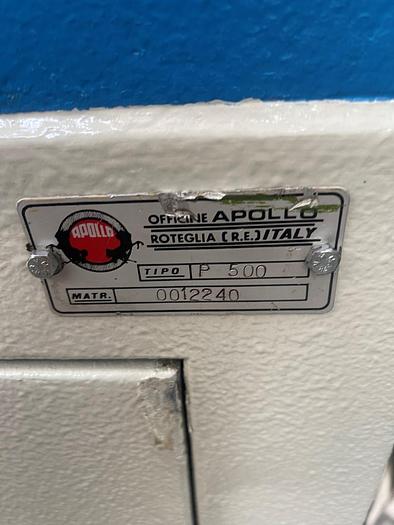 APOLLO
OFFICINE APOLLO
ROTEGLIA (R.E.) ITALY
TIPO P 500
MATR. 0012240